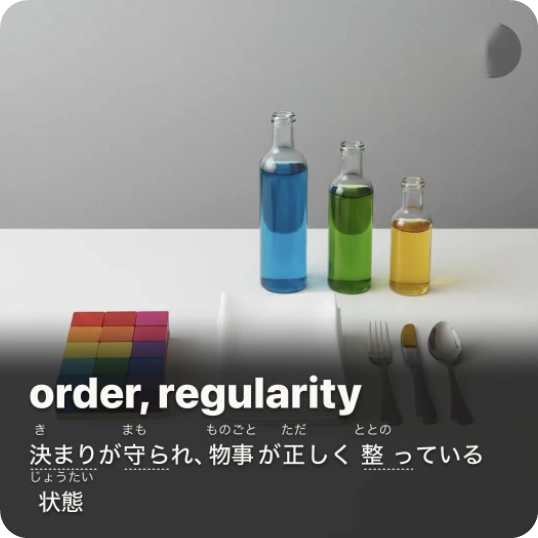 order, regularity
き まも ものごと ただ ととの
決まりが守られ、物事が正しく整っている
じょうたい
状態